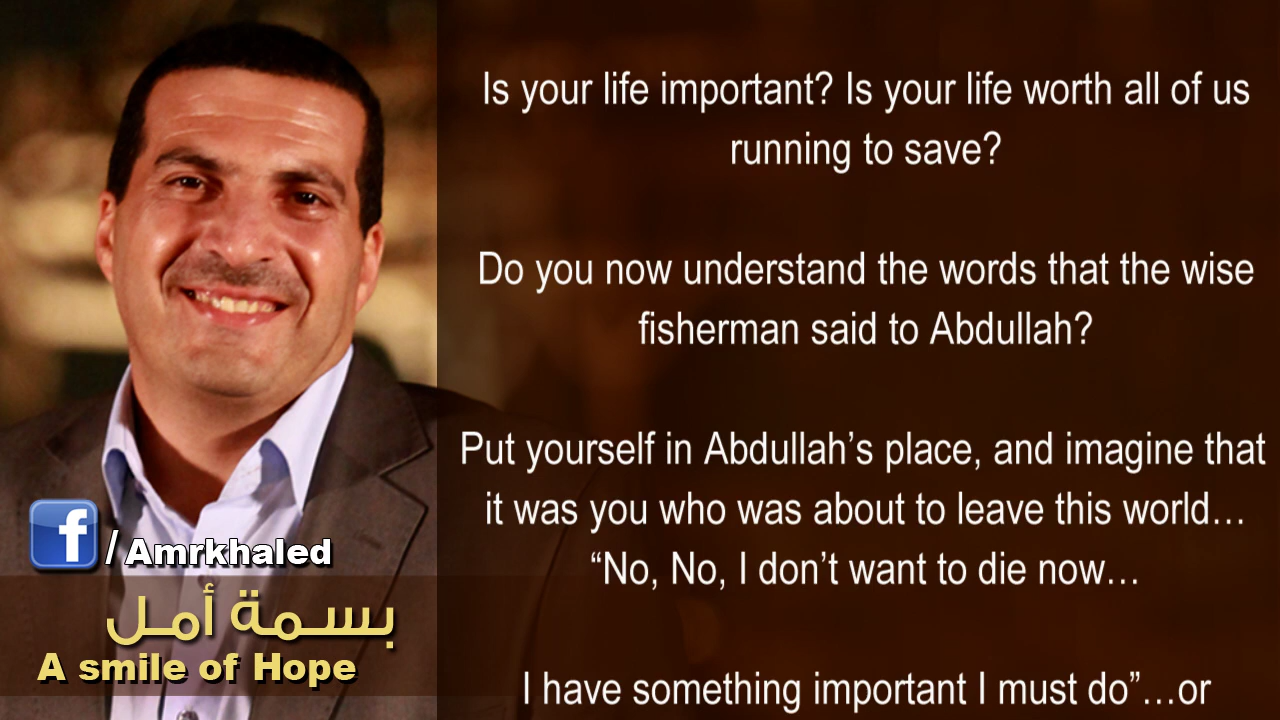 Is your life important? Is your life worth all of us
running to save?
Do you now understand the words that the wise
fisherman said to Abdullah?
Put yourself in Abdullah’s place, and imagine that
it was you who was about to leave this world…
“No, No, I don’t want to die now…
I have something important I must do”…or
f / Amrkhaled
بسمة أمل
A smile of Hope